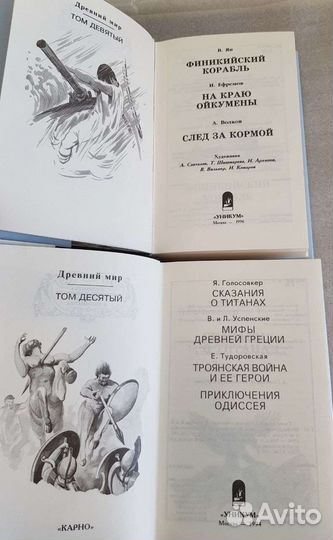 Древний мир
ТОМ ДЕВЯТЫЙ
В. Ян
ФИНИКИЙСКИЙ
КОРАБЛЬ
И. Ефремов
НА КРАЮ
ОЙКУМЕНЫ
А. Волков
СЛЕД ЗА КОРМОЙ
Художники
«УНИКУМ»
Москва — 1996
Древний мир
ТОМ ДЕСЯТЫЙ
«КАРНО»
Я. Голосовкер
СКАЗАНИЯ
О ТИТАНАХ
В. и Л. Успенские
МИФЫ
ДРЕВНЕЙ ГРЕЦИИ
Е. Тудоровская
ТРОЯНСКАЯ ВОЙНА
И ЕЕ ГЕРОИ
ПРИКЛЮЧЕНИЯ
ОДИССЕЯ
«УНИКУМ»
Avito